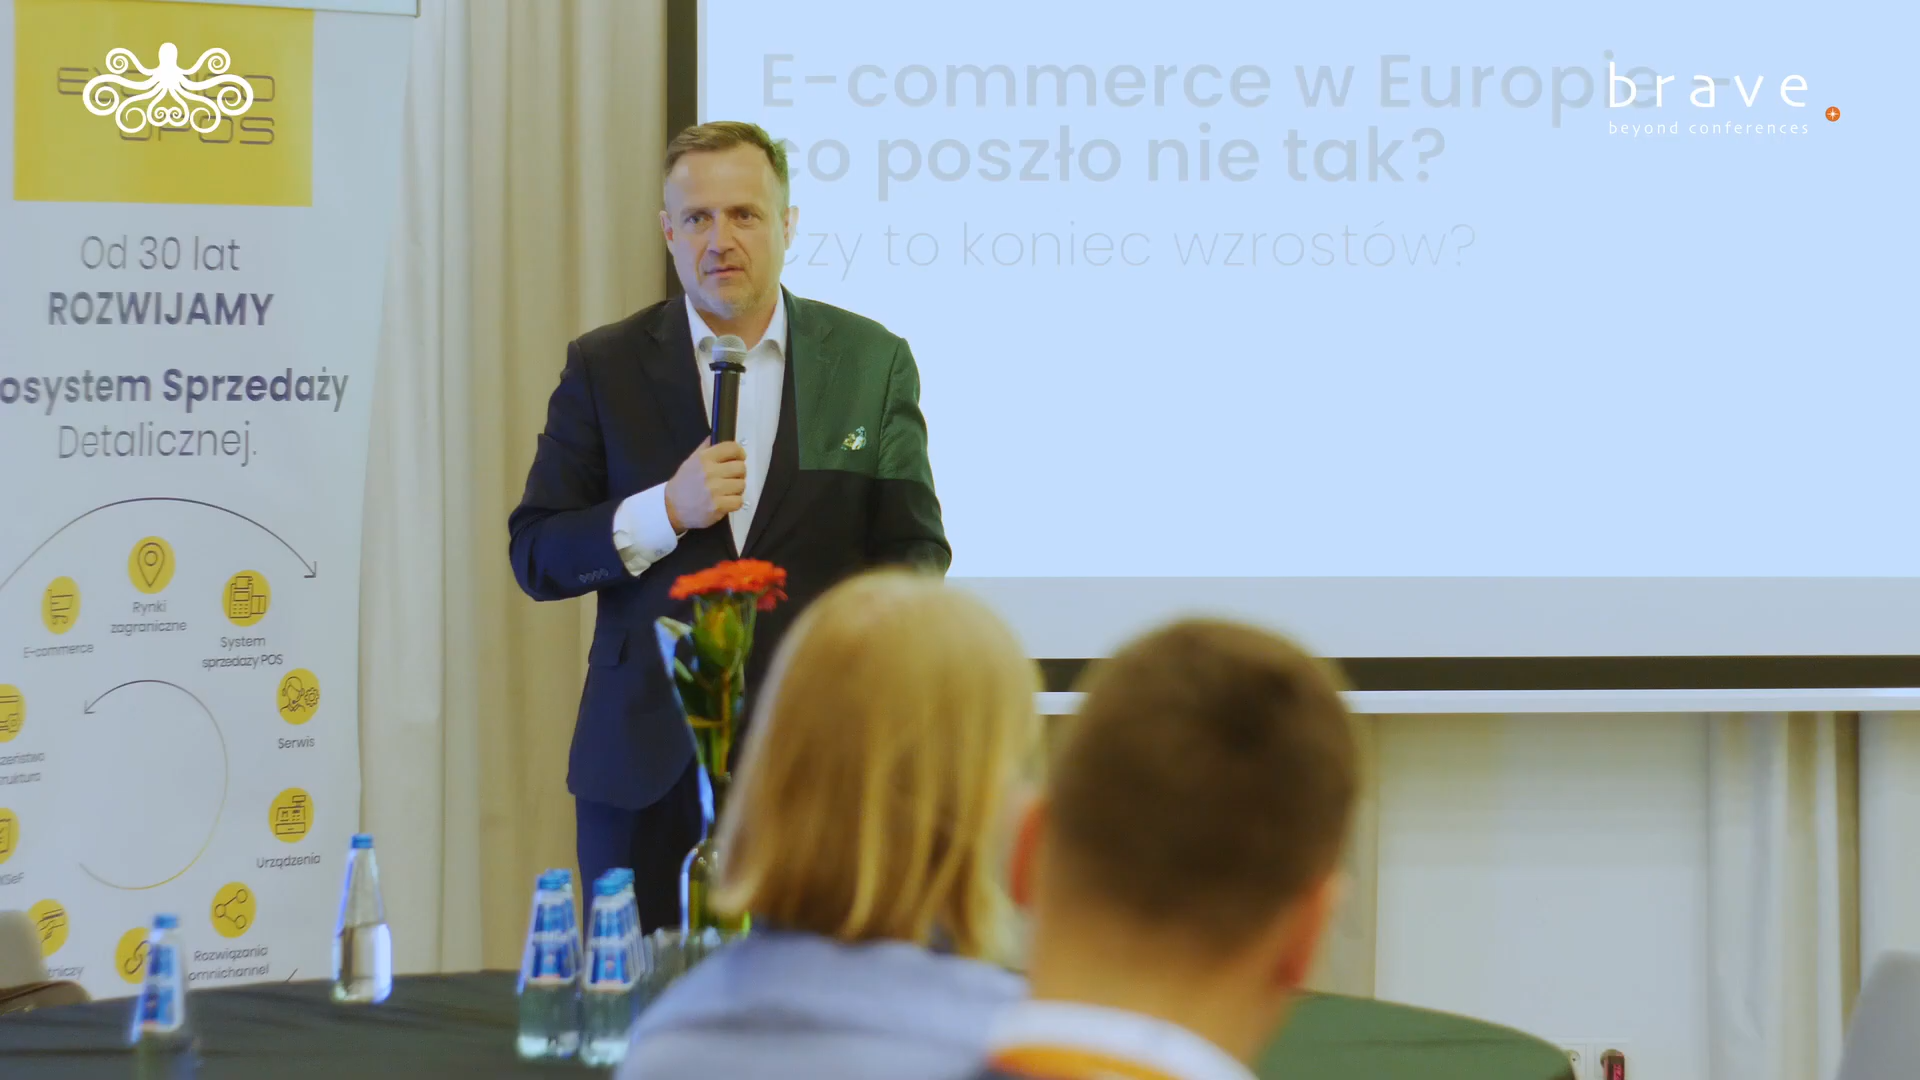 Od 30 lat
ROZWIJAMY
osystem Sprzedaży
Detalicznej.
E-commerce
Rynki
zagraniczne
System
sprzedaży POS
Serwis
Urządzenia
Rozwiązania
omnichannel
E-commerce w Europie -
co poszło nie tak?
czy to koniec wzrostów?
brave
beyond conferences